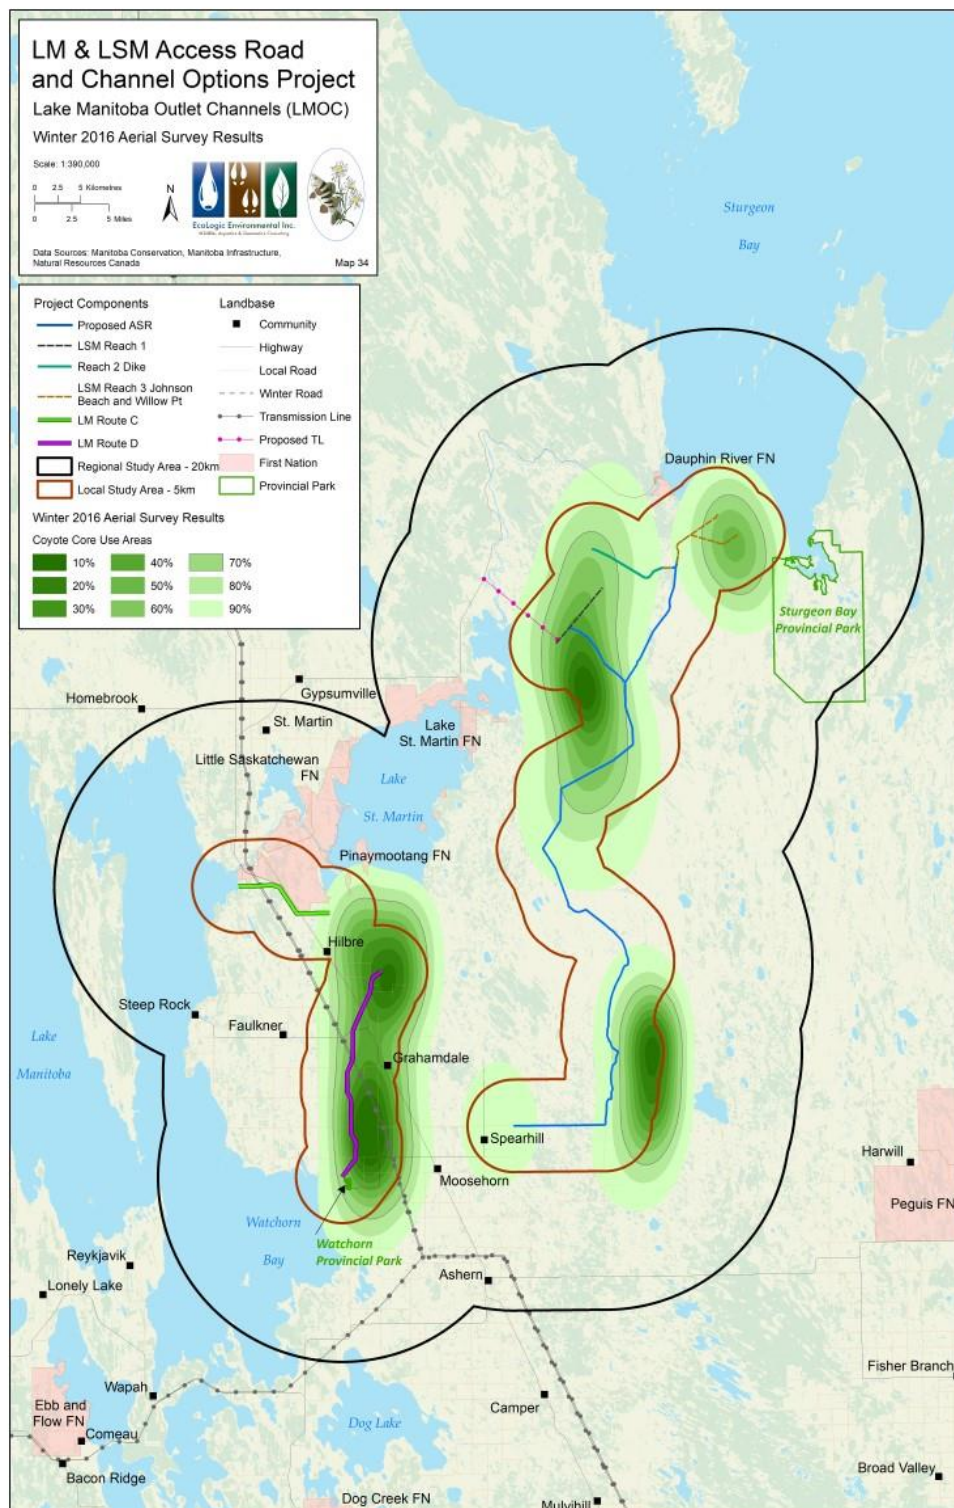 LM & LSM Access Road
and Channel Options Project
Lake Manitoba Outlet Channels (LMOC)
Winter 2016 Aerial Survey Results
Scale: 1:390,000
0 2.5 5 Kilometres
0 2.5 5 Miles
N
EcoLogic Environmental Inc.
Data Sources: Manitoba Conservation, Manitoba Infrastructure,
Natural Resources Canada
Map 34
Project Components
Proposed ASR
LSM Reach 1
Reach 2 Dike
LSM Reach 3 Johnson
Beach and Willow Pt
LM Route C
LM Route D
Regional Study Area - 20km
Local Study Area - 5km
Landbase
Community
Highway
Local Road
Winter Road
Transmission Line
Proposed TL
First Nation
Provincial Park
Winter 2016 Aerial Survey Results
Coyote Core Use Areas
10% 40% 70%
20% 50% 80%
30% 60% 90%
Sturgeon
Bay
Dauphin River FN
Sturgeon Bay
Provincial Park
Gypsumville
Homebrook
St. Martin
Lake
St. Martin FN
Little Saskatchewan
FN
Lake
St. Martin
Pinaymootang FN
Hilbre
Steep Rock
Faulkner
Lake
Manitoba
Grahamdale
Spearhill
Harwill
Moosehorn
Peguis FN
Watchorn
Bay
Watchorn
Provincial Park
Reykjavik
Lonely Lake
Ashern
Fisher Branch
Wapah
Ebb and
Flow FN
Camper
Dog Lake
Comeau
Bacon Ridge
Broad Valley
Dog Creek FN
Mulvihill